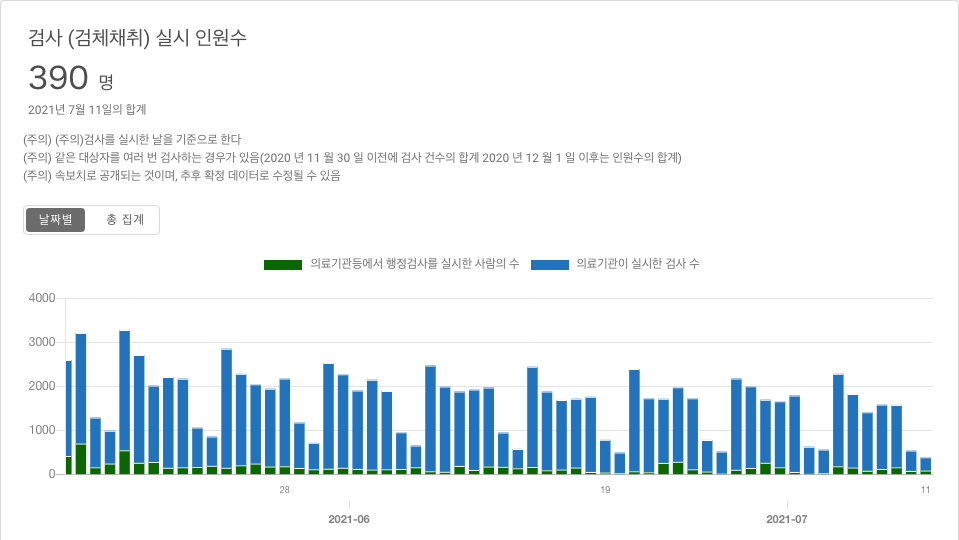 검사 (검체채취) 실시 인원수
390 명
2021년 7월 11일의 합계
(주의) (주의)검사를 실시한 날을 기준으로 한다
(주의) 같은 대상자를 여러 번 검사하는 경우가 있음(2020 년 11 월 30 일 이전에 검사 건수의 합계 2020 년 12 월 1 일 이후는 인원수의 합계)
(주의) 속보치로 공개되는 것이며, 추후 확정 데이터로 수정될 수 있음
날짜별 총 집계
의료기관등에서 행정검사를 실시한 사람의 수 의료기관이 실시한 검사 수
4000
3000
2000
1000
0
28 19 11
2021-06 2021-07